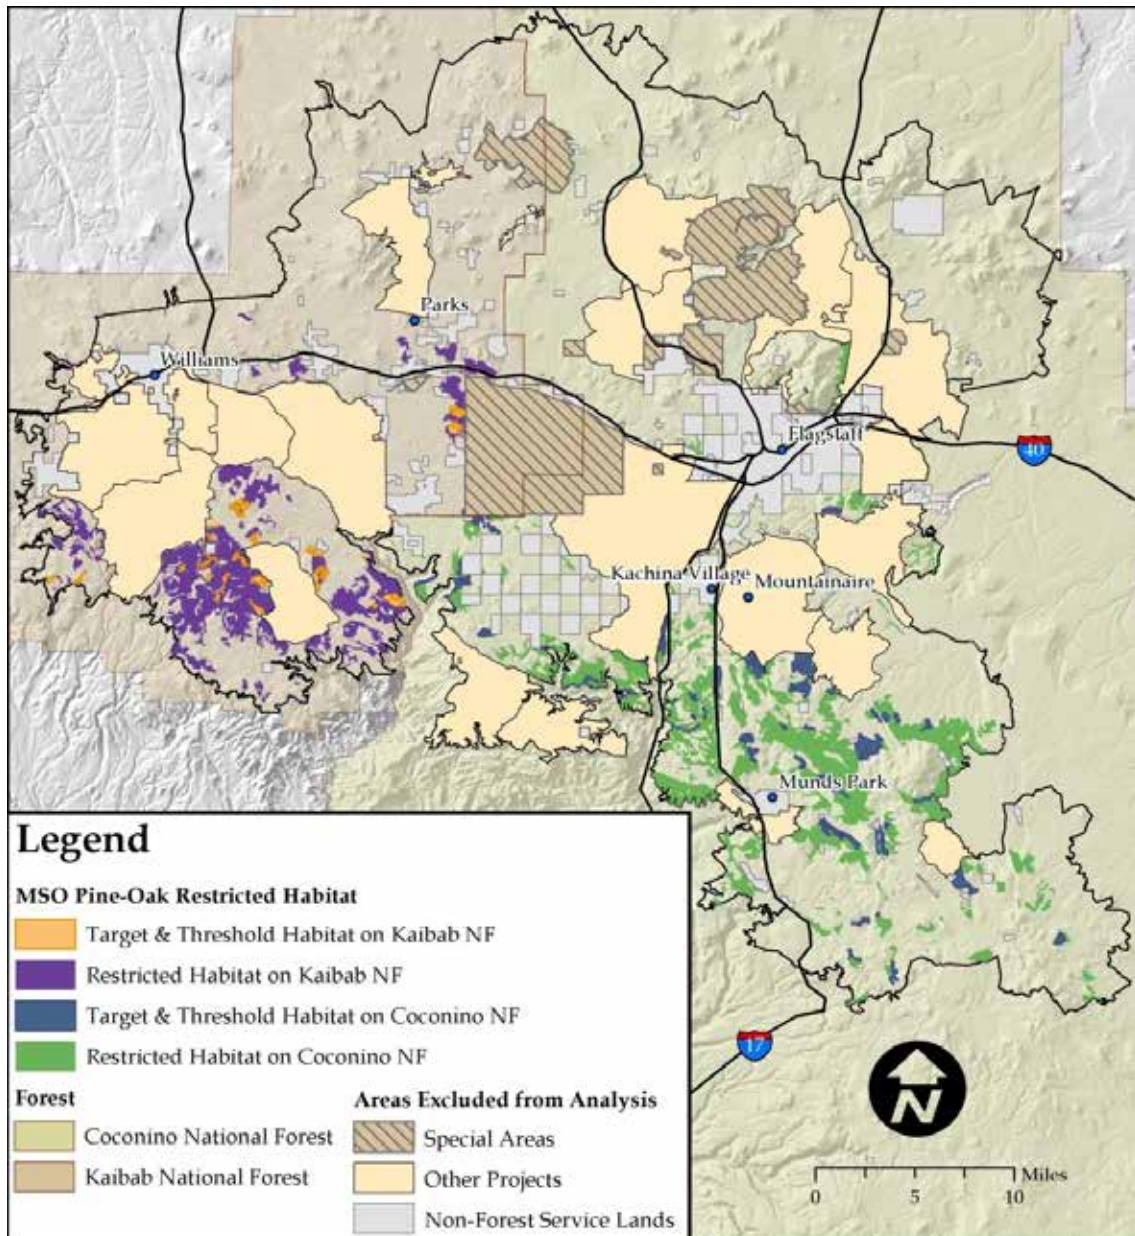 Parks
Williams
Flagstaff
40
Kachina Village
Mountainaire
Munds Park
17
Legend
MSO Pine-Oak Restricted Habitat
Target & Threshold Habitat on Kaibab NF
Restricted Habitat on Kaibab NF
Target & Threshold Habitat on Coconino NF
Restricted Habitat on Coconino NF
Forest
Coconino National Forest
Kaibab National Forest
Areas Excluded from Analysis
Special Areas
Other Projects
Non-Forest Service Lands
N
Miles
0 5 10